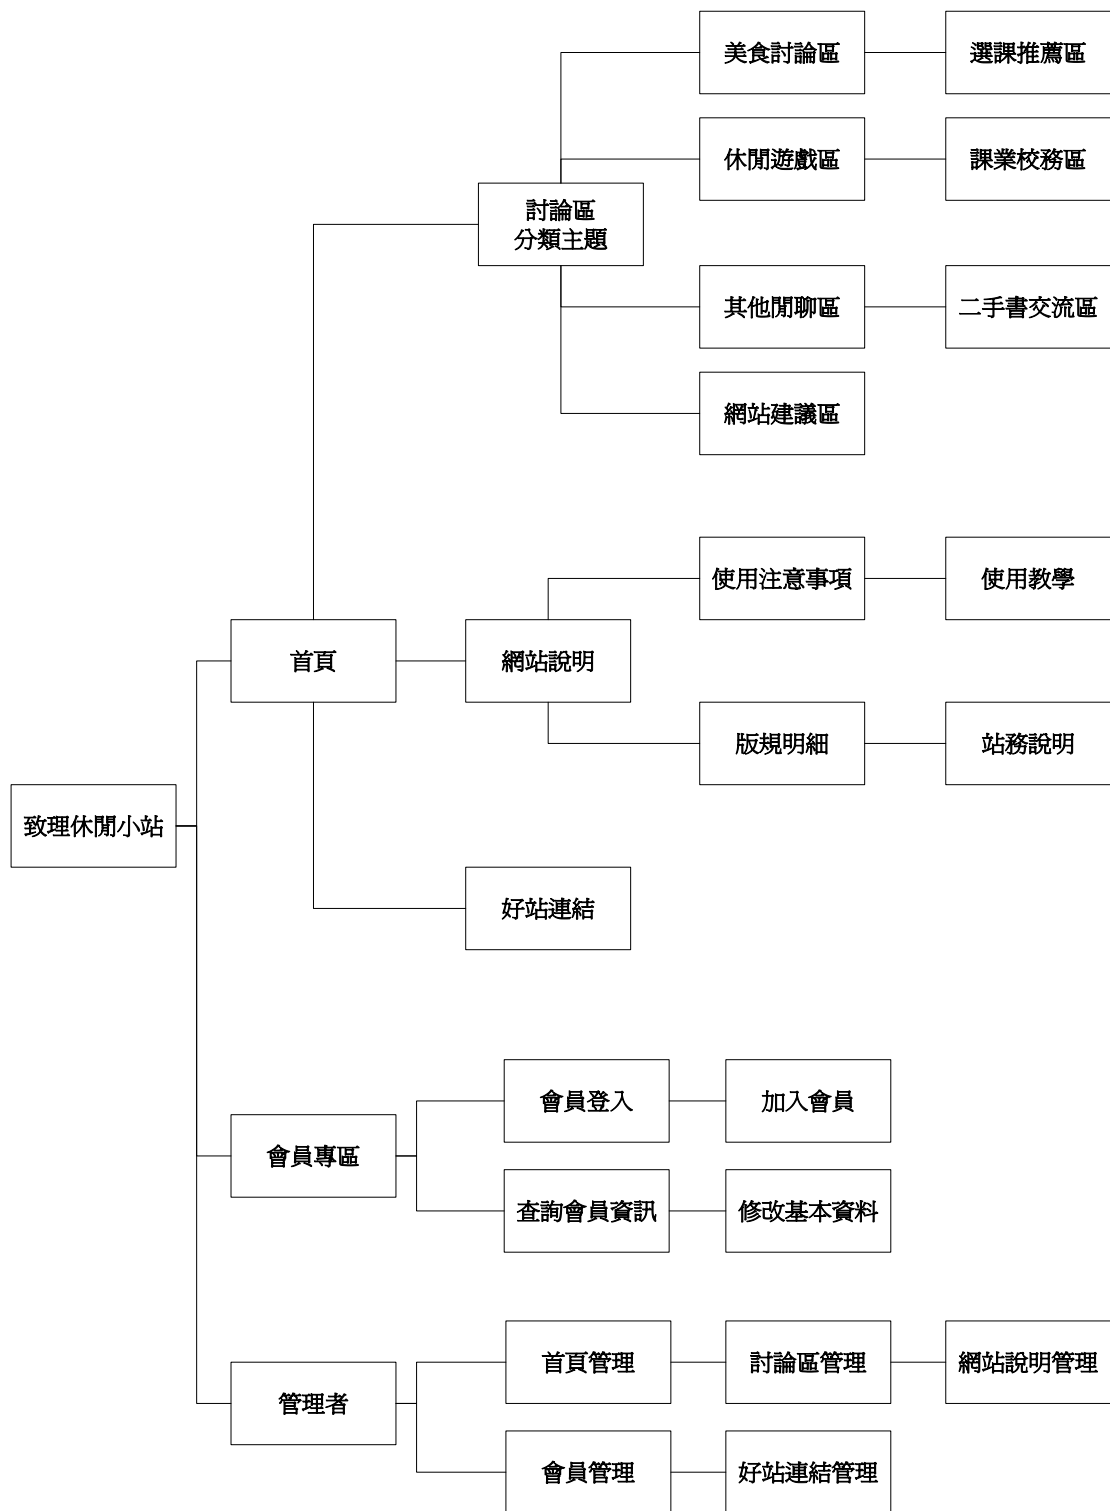 美食討論區
選課推薦區
休閒遊戲區
課業校務區
討論區
分類主題
其他閒聊區
二手書交流區
網站建議區
使用注意事項
使用教學
首頁
網站說明
版規明細
站務說明
致理休閒小站
好站連結
會員登入
加入會員
會員專區
查詢會員資訊
修改基本資料
首頁管理
討論區管理
網站說明管理
管理者
會員管理
好站連結管理